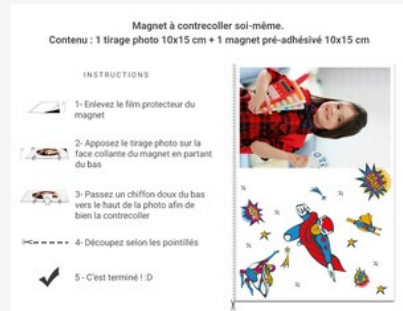 Magnet à contrecoller soi-même.
Contenu : 1 tirage photo 10x15 cm + 1 magnet pré-adhésivé 10x15 cm
INSTRUCTIONS
1- Enlevez le film protecteur du
magnet
2- Apposez le tirage photo sur la
face collante du magnet en partant
du bas
3- Passez un chiffon doux du bas
vers le haut de la photo afin de
bien la contrecoller
4- Découpez selon les pointillés
5 - C'est terminé ! :D